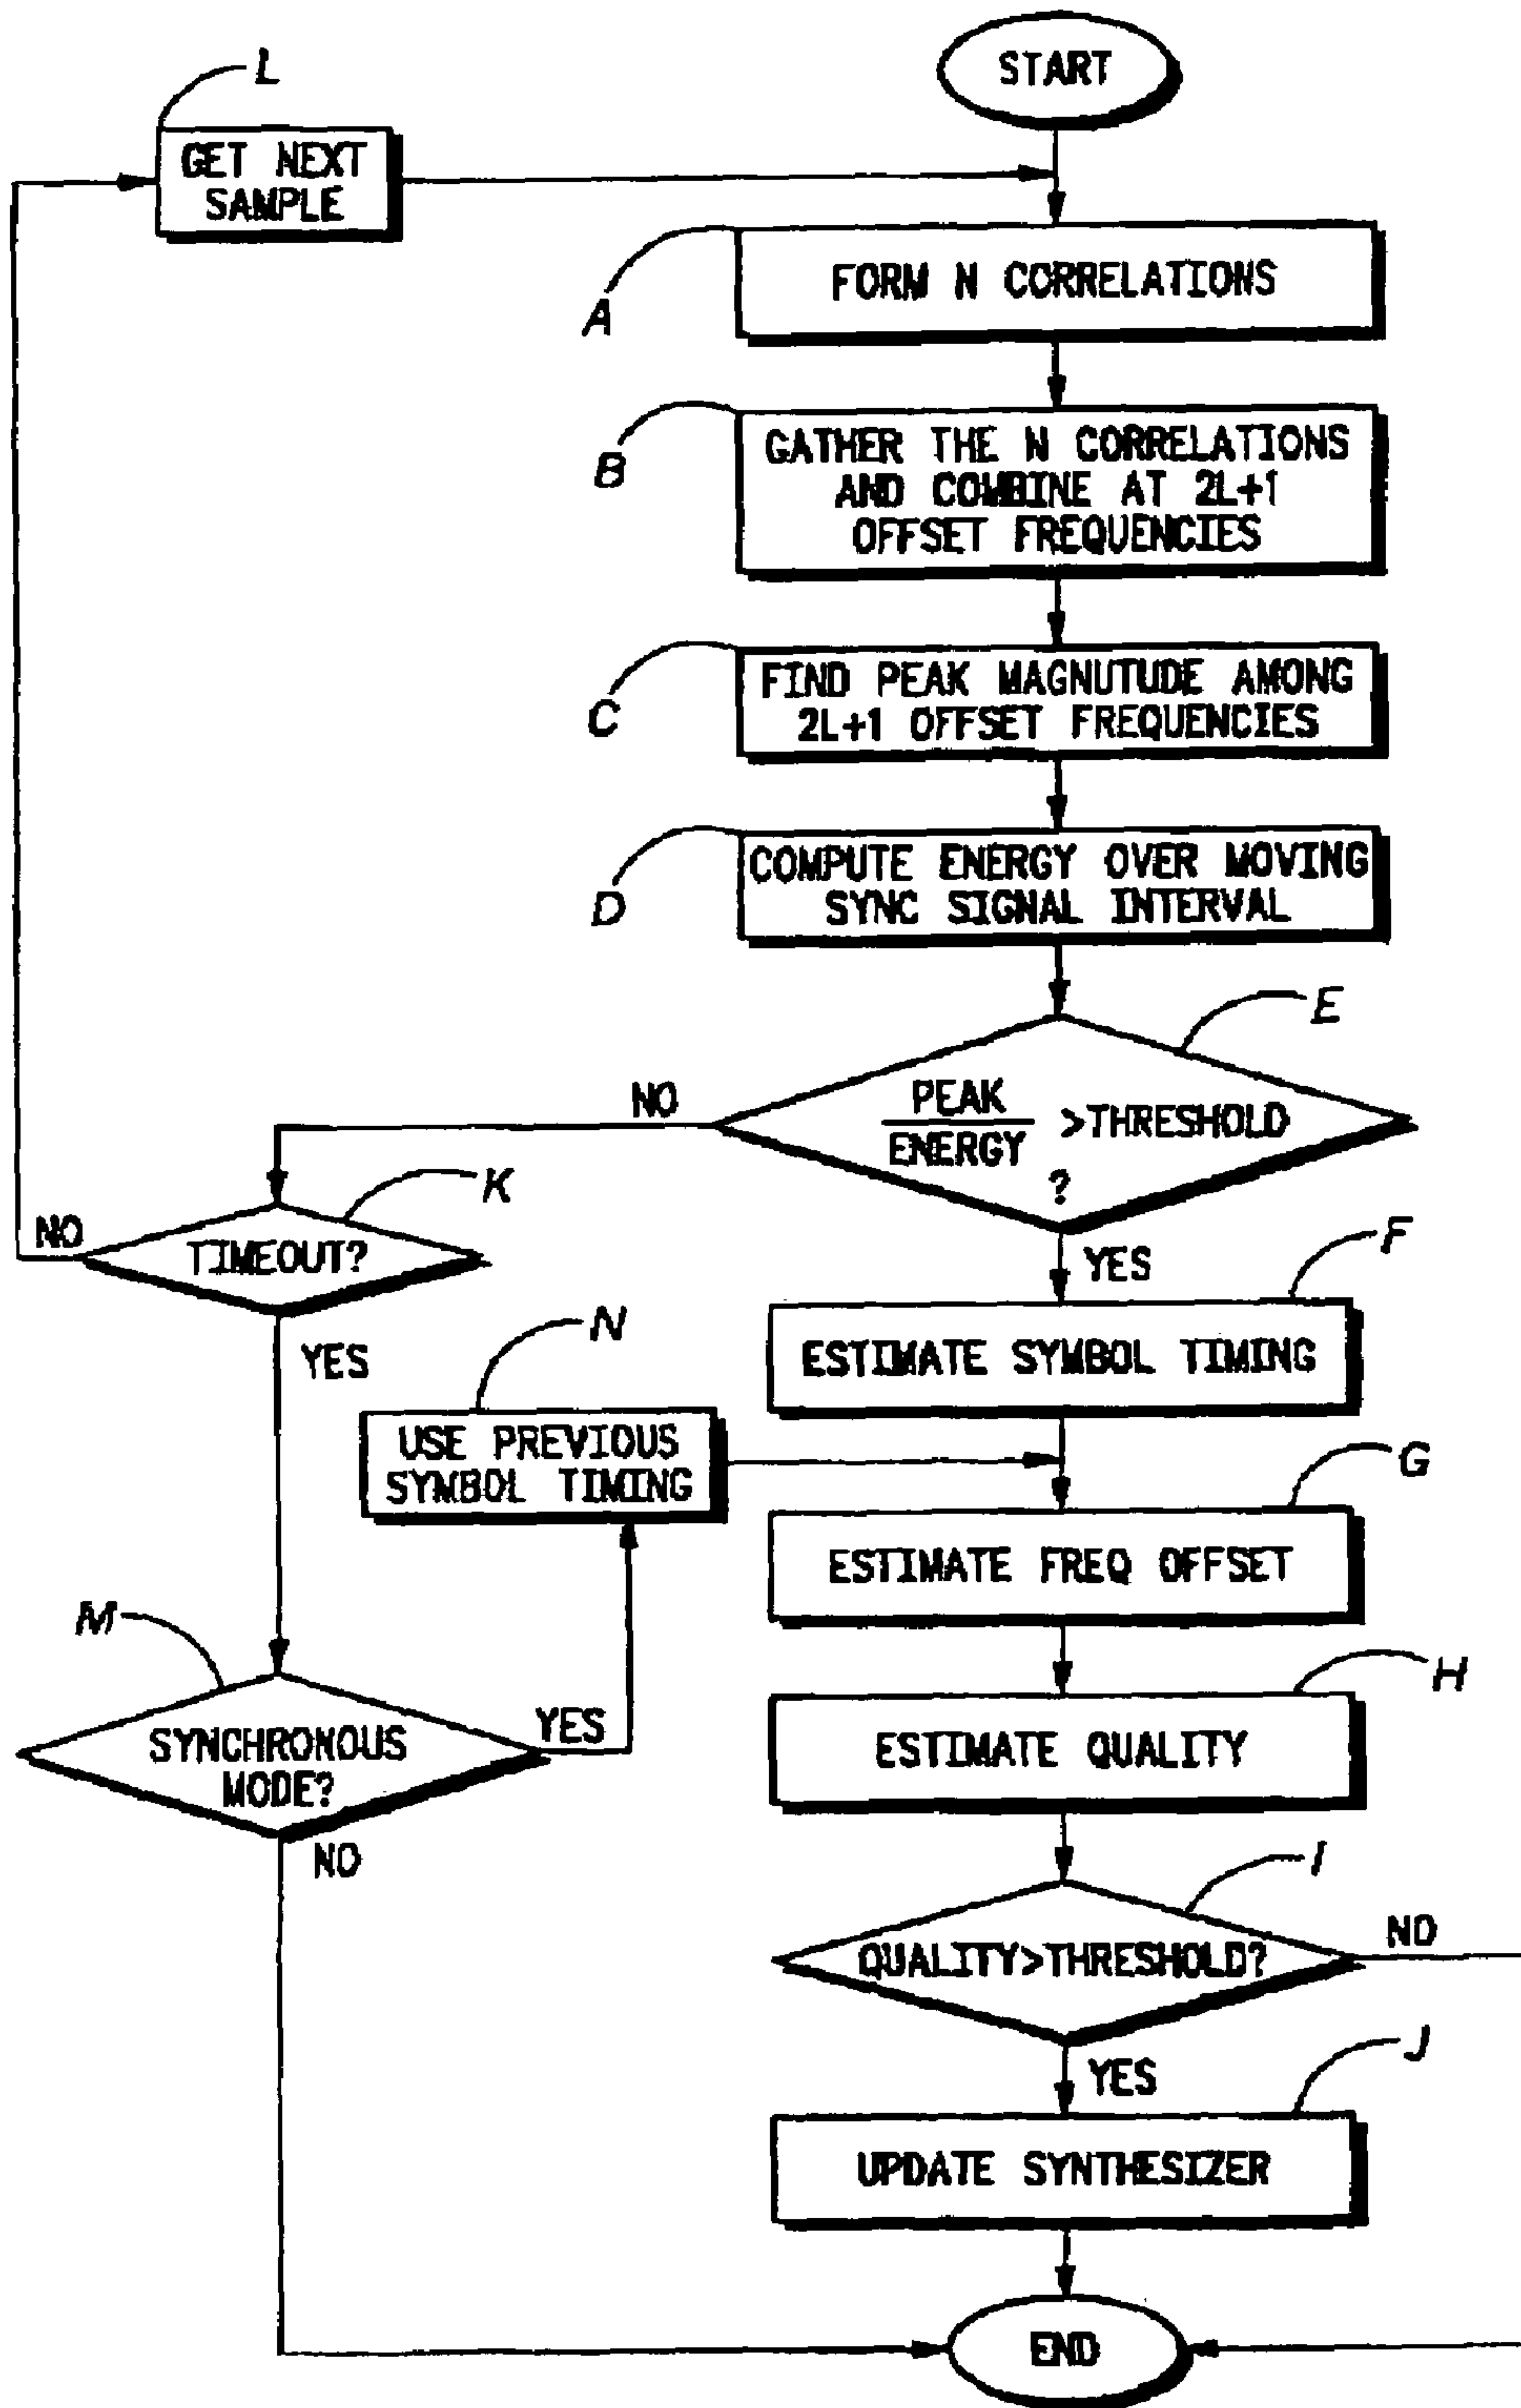 START
L
GET NEXT
SAMPLE
A
FORM N CORRELATIONS
B
GATHER THE N CORRELATIONS
AND COMBINE AT 2L+1
OFFSET FREQUENCIES
C
FIND PEAK MAGNUTUDE AMONG
2L+1 OFFSET FREQUENCIES
D
COMPUTE ENERGY OVER MOVING
SYNC SIGNAL INTERVAL
E
PEAK
ENERGY
>THRESHOLD
?
NO
YES
K
TIMEOUT?
NO
YES
F
ESTIMATE SYMBOL TIMING
N
USE PREVIOUS
SYMBOL TIMING
G
ESTIMATE FREQ OFFSET
M
SYNCHRONOUS
MODE?
YES
NO
H
ESTIMATE QUALITY
I
QUALITY>THRESHOLD?
NO
YES
J
UPDATE SYNTHESIZER
END